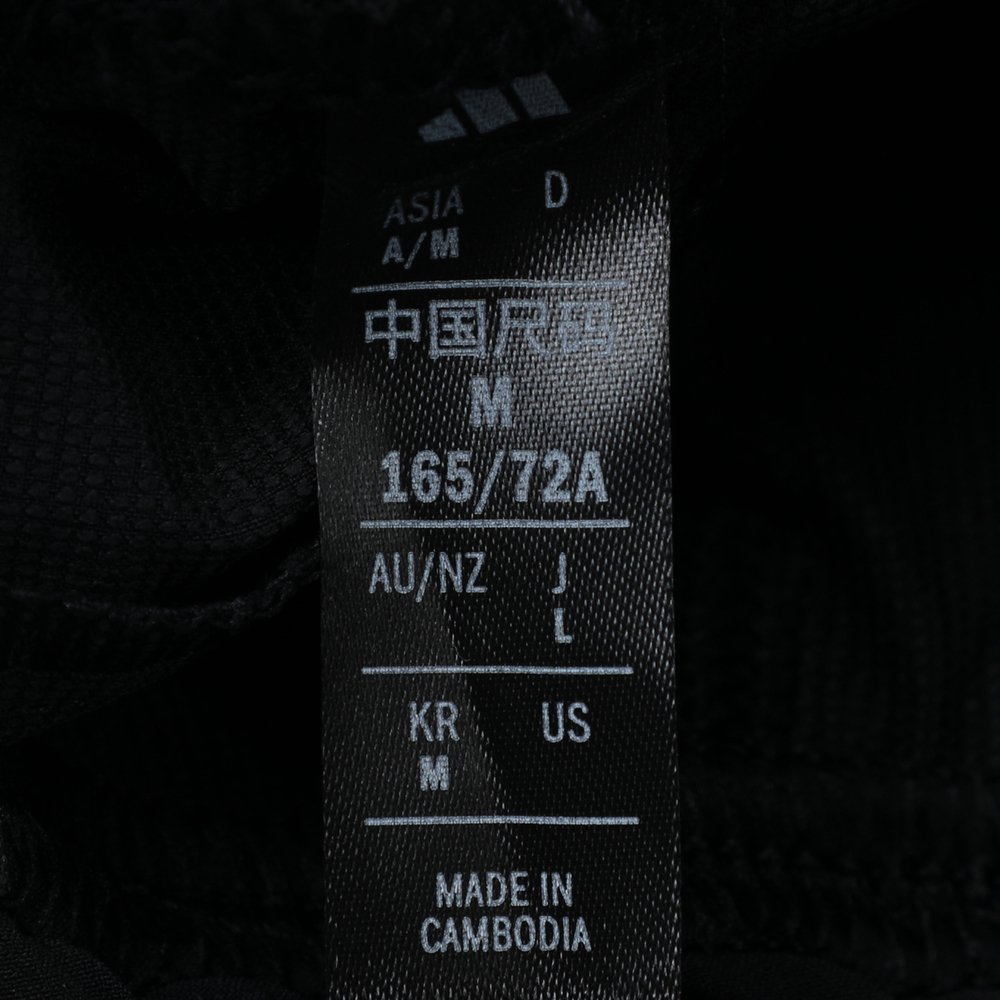 ASIA D
A/M
中国尺码
M
165/72A
AU/NZ J
L
KR US
M
MADE IN
CAMBODIA